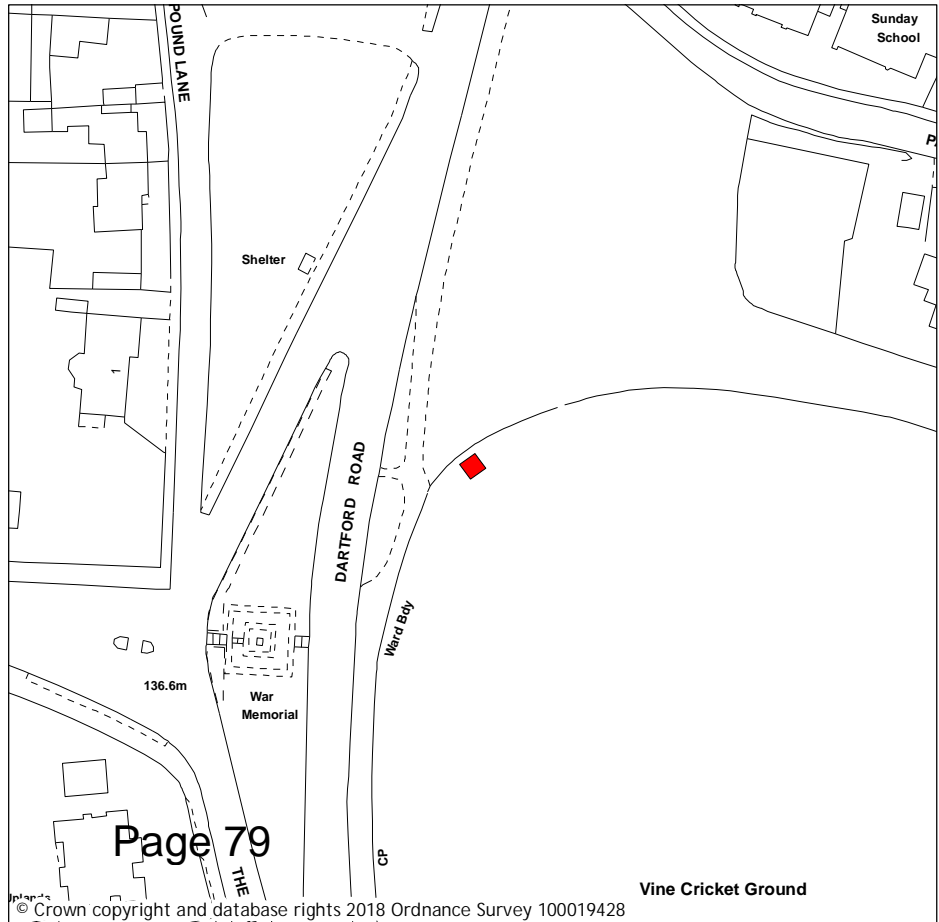 POUND LANE
Sunday
School
Shelter
1
DARTFORD ROAD
Ward Bdy
136.6m
War
Memorial
Page 79
THE
CP
Vine Cricket Ground
© Crown copyright and database rights 2018 Ordnance Survey 100019428